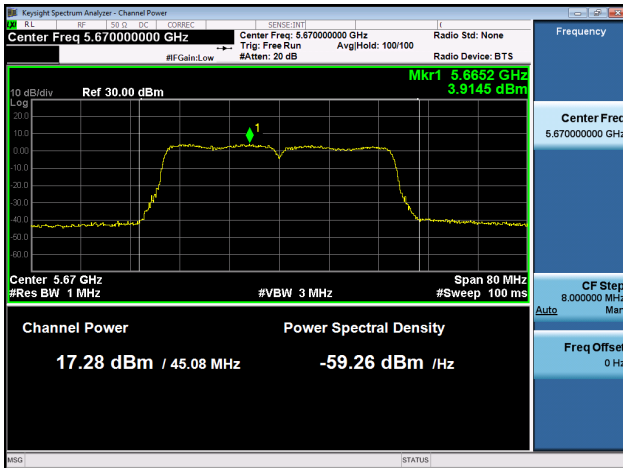 Keysight Spectrum Analyzer - Channel Power
RL RF 50 Ω DC CORREC SENSE:INT
Center Freq 5.670000000 GHz
#IFGain:Low
Center Freq: 5.670000000 GHz
Trig: Free Run Avg|Hold: 100/100
#Atten: 20 dB
Radio Std: None
Radio Device: BTS
Mkr1 5.6652 GHz
3.9145 dBm
10 dB/div Ref 30.00 dBm
Log
20.0
10.0
1
0.00
-10.0
-20.0
-30.0
-40.0
-50.0
-60.0
Center 5.67 GHz Span 80 MHz
#Res BW 1 MHz #VBW 3 MHz #Sweep 100 ms
Channel Power Power Spectral Density
17.28 dBm / 45.08 MHz -59.26 dBm /Hz
Frequency
Center Freq
5.670000000 GHz
CF Step
8.000000 MHz
Auto Man
Freq Offset
0 Hz
MSG STATUS